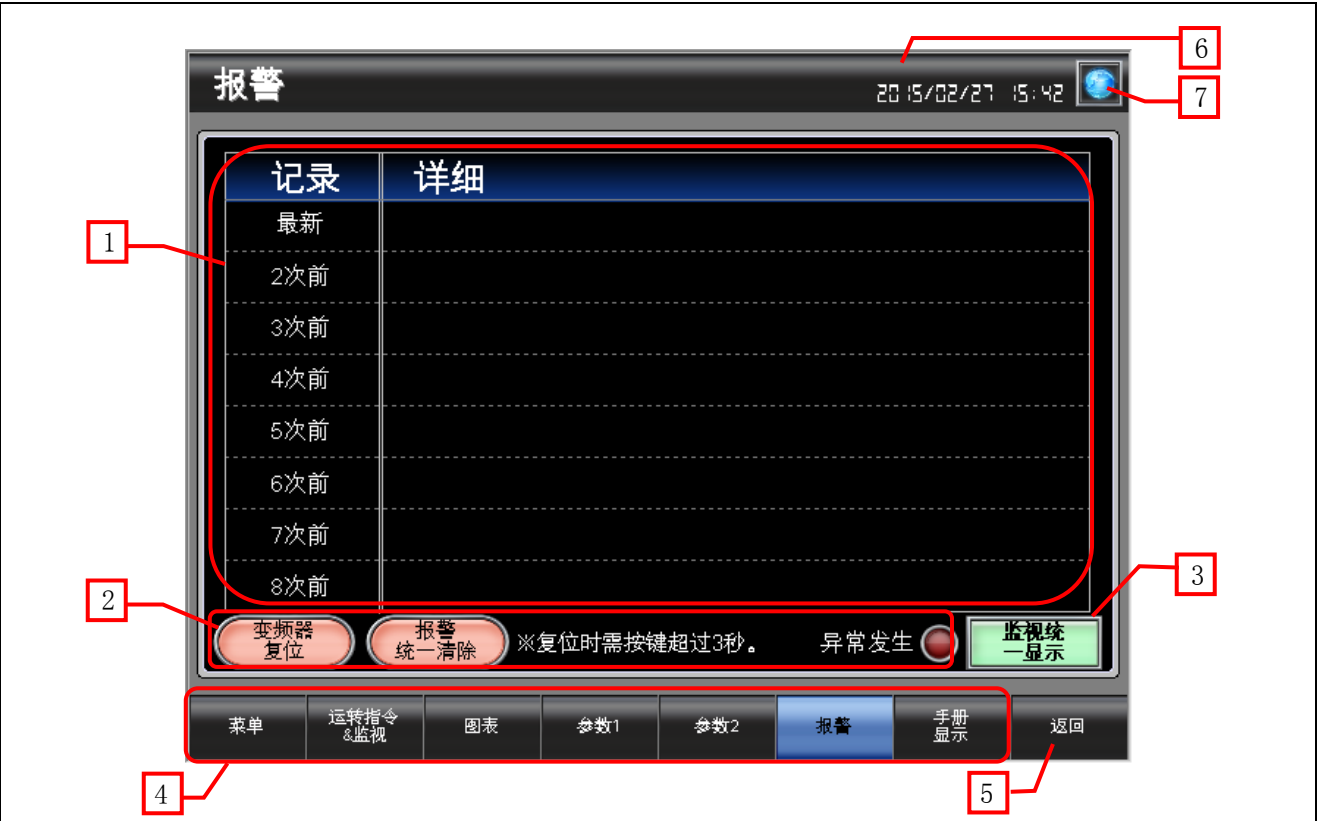 6
报警
2015/02/27 15:42
7
记录 详细
最新
1
2次前
3次前
4次前
5次前
6次前
7次前
3
8次前
2
变频器
复位
报警
统一清除
※复位时需按键超过3秒。
异常发生
监视统
一显示
菜单
运转指令
&监视
图表
参数1
参数2
报警
手册
显示
返回
4
5